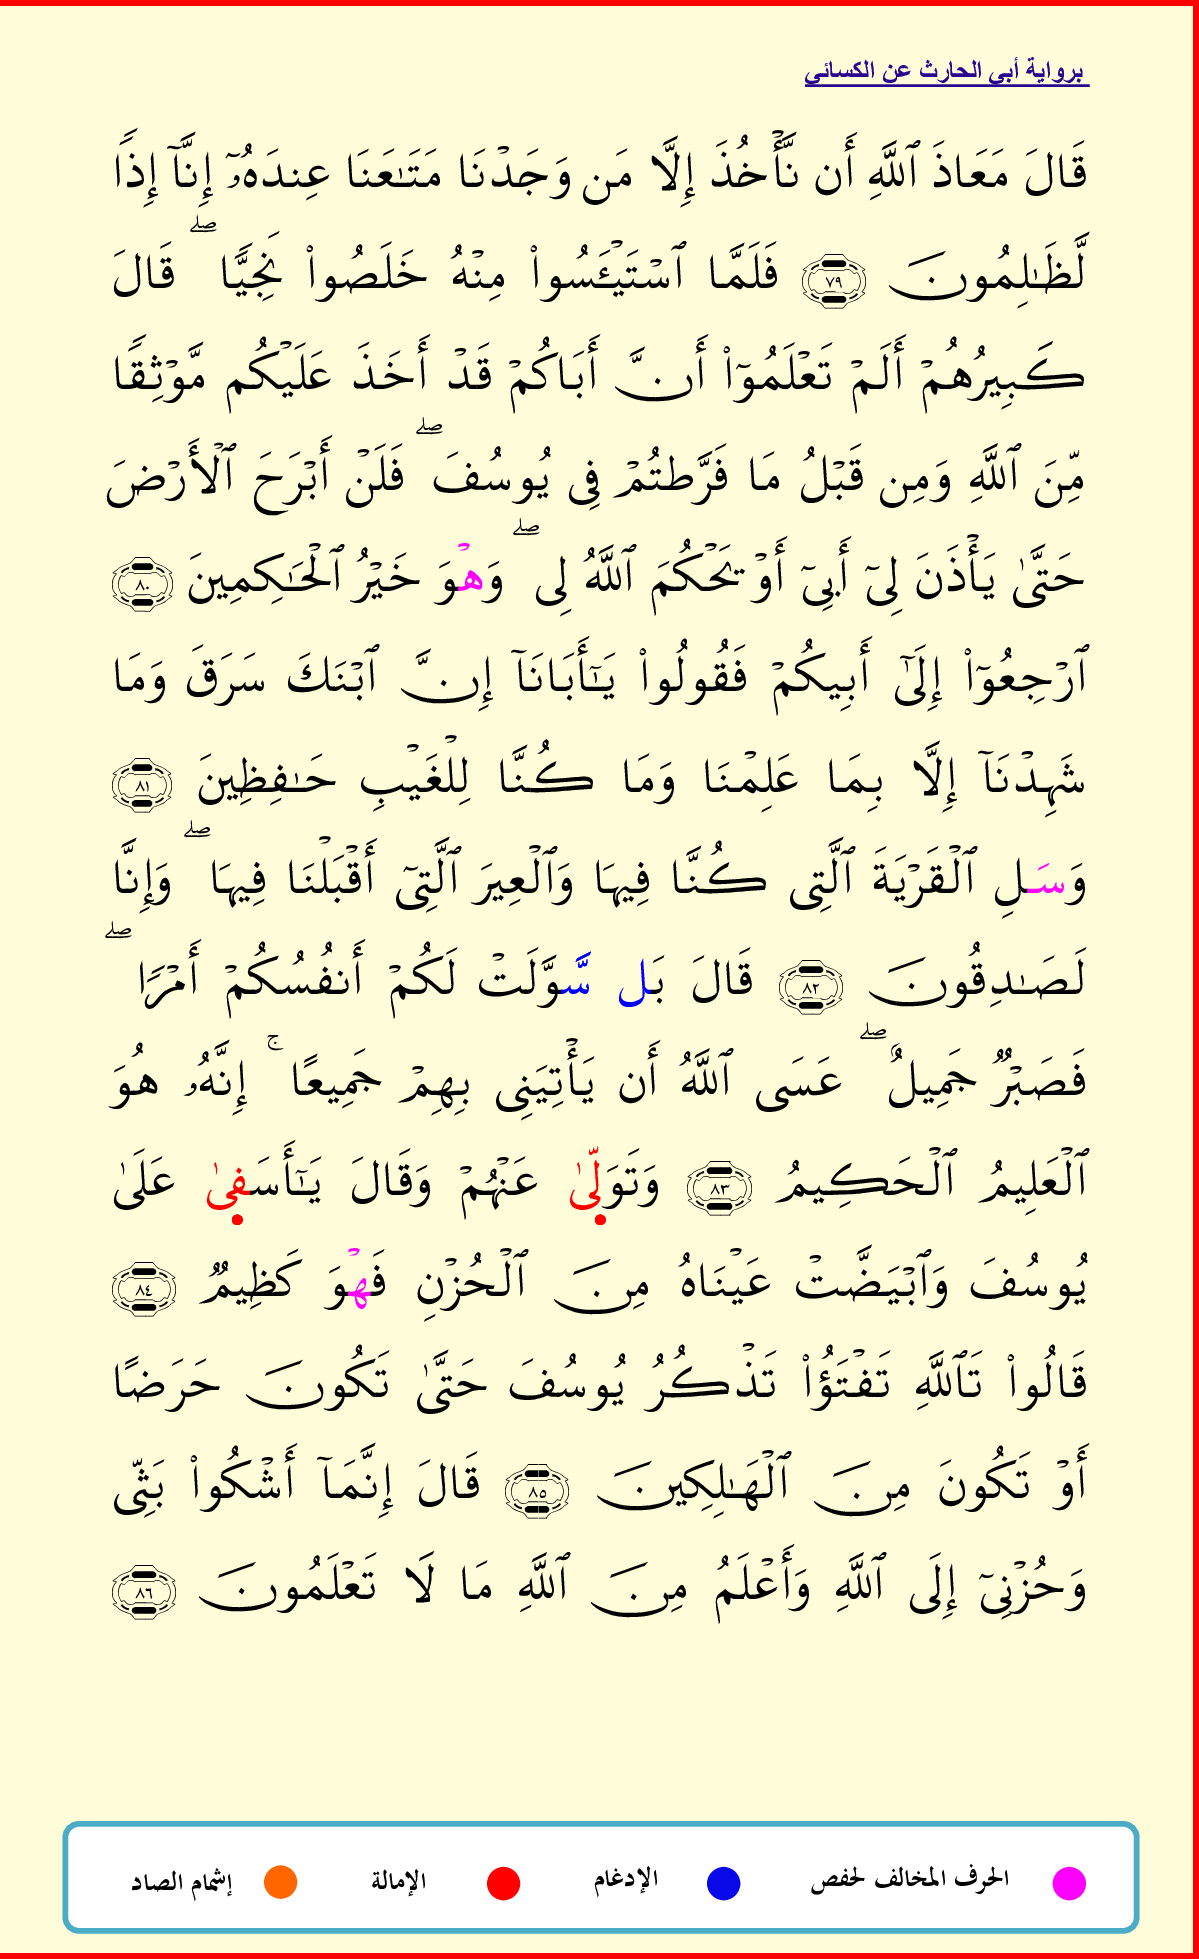 برواية أبي الحارث عن الكسائي
قَالَ مَعَاذَ ٱللَّهِ أَن نَّأۡخُذَ إِلَّا مَن وَجَدۡنَا مَتَٰعَنَا عِندَهُۥٓ إِنَّآ إِذٗا
لَّظَٰلِمُونَ ٧٩ فَلَمَّا ٱسۡتَيۡـَٔسُواْ مِنۡهُ خَلَصُواْ نَجِيّٗاۖ قَالَ
كَبِيرُهُمۡ أَلَمۡ تَعۡلَمُوٓاْ أَنَّ أَبَاكُمۡ قَدۡ أَخَذَ عَلَيۡكُم مَّوۡثِقٗا
مِّنَ ٱللَّهِ وَمِن قَبۡلُ مَا فَرَّطتُمۡ فِي يُوسُفَۖ فَلَنۡ أَبۡرَحَ ٱلۡأَرۡضَ
حَتَّىٰ يَأۡذَنَ لِيٓ أَبِيٓ أَوۡ يَحۡكُمَ ٱللَّهُ لِيۖ وَهۡوَ خَيۡرُ ٱلۡحَٰكِمِينَ ٨٠
ٱرۡجِعُوٓاْ إِلَىٰٓ أَبِيكُمۡ فَقُولُواْ يَٰٓأَبَانَآ إِنَّ ٱبۡنَكَ سَرَقَ وَمَا
شَهِدۡنَآ إِلَّا بِمَا عَلِمۡنَا وَمَا كُنَّا لِلۡغَيۡبِ حَٰفِظِينَ ٨١
وَسَلِ ٱلۡقَرۡيَةَ ٱلَّتِي كُنَّا فِيهَا وَٱلۡعِيرَ ٱلَّتِيٓ أَقۡبَلۡنَا فِيهَاۖ وَإِنَّا
لَصَٰدِقُونَ ٨٢ قَالَ بَل سَّوَّلَتۡ لَكُمۡ أَنفُسُكُمۡ أَمۡرٗاۖ
فَصَبۡرٞ جَمِيلٌۖ عَسَى ٱللَّهُ أَن يَأۡتِيَنِي بِهِمۡ جَمِيعًاۚ إِنَّهُۥ هُوَ
ٱلۡعَلِيمُ ٱلۡحَكِيمُ ٨٣ وَتَوَلّىٰ عَنۡهُمۡ وَقَالَ يَٰٓأَسَفىٰ عَلَىٰ
يُوسُفَ وَٱبۡيَضَّتۡ عَيۡنَاهُ مِنَ ٱلۡحُزۡنِ فَهۡوَ كَظِيمٞ ٨٤
قَالُواْ تَٱللَّهِ تَفۡتَؤُاْ تَذۡكُرُ يُوسُفَ حَتَّىٰ تَكُونَ حَرَضًا
أَوۡ تَكُونَ مِنَ ٱلۡهَٰلِكِينَ ٨٥ قَالَ إِنَّمَآ أَشۡكُواْ بَثِّي
وَحُزۡنِيٓ إِلَى ٱللَّهِ وَأَعۡلَمُ مِنَ ٱللَّهِ مَا لَا تَعۡلَمُونَ ٨٦
الحرف المخالف لحفص الإدغام الإمالة إشمام الصاد